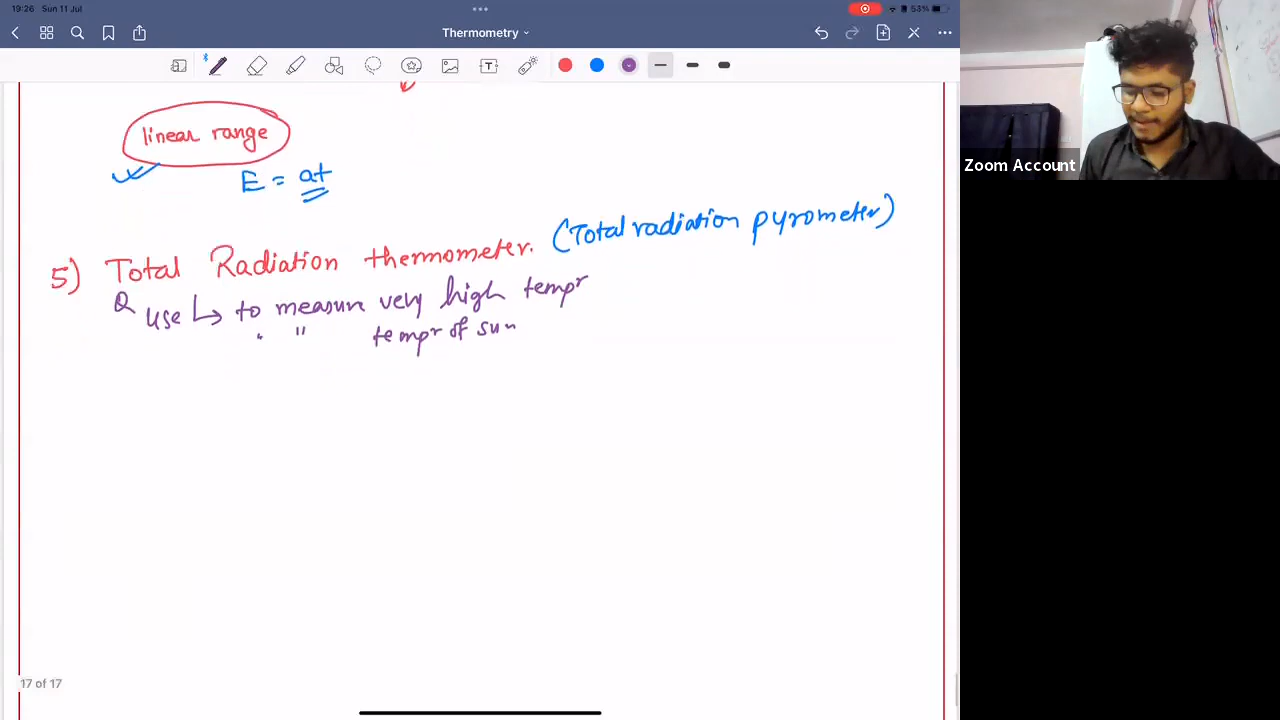 19:26 Sun 11 Jul
53%
Thermometry
linear range
E = at
5) Total Radiation thermometer. (Total radiation pyrometer)
Q use ↳ to measure very high tempr
" " tempr of sun
17 of 17
Zoom Account